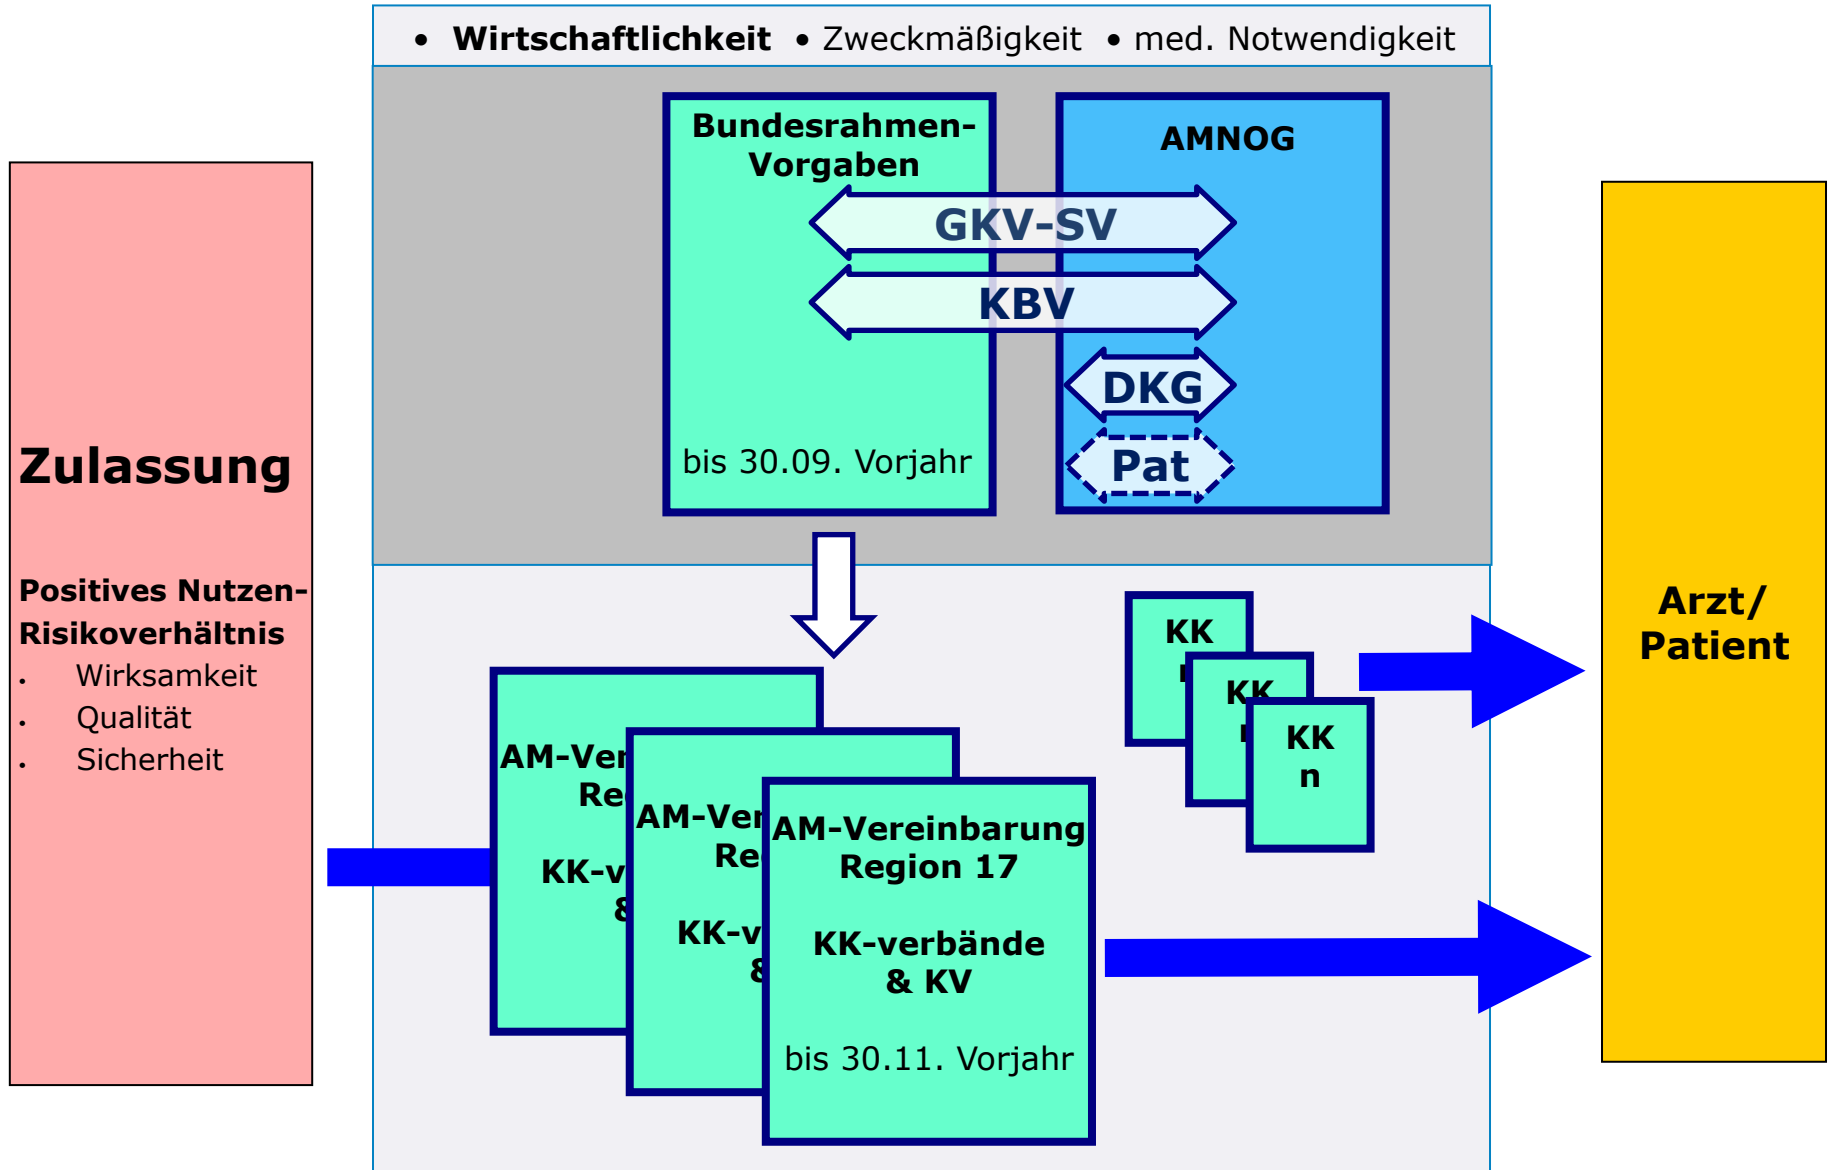 • Wirtschaftlichkeit • Zweckmäßigkeit • med. Notwendigkeit
Bundesrahmen-
Vorgaben
bis 30.09. Vorjahr
AMNOG
GKV-SV
KBV
DKG
Pat
Zulassung
Positives Nutzen-
Risikoverhältnis
• Wirksamkeit
• Qualität
• Sicherheit
KK
KK
KK
n
AM-Vereinbarung
Region 17
KK-verbände
& KV
bis 30.11. Vorjahr
Arzt/
Patient